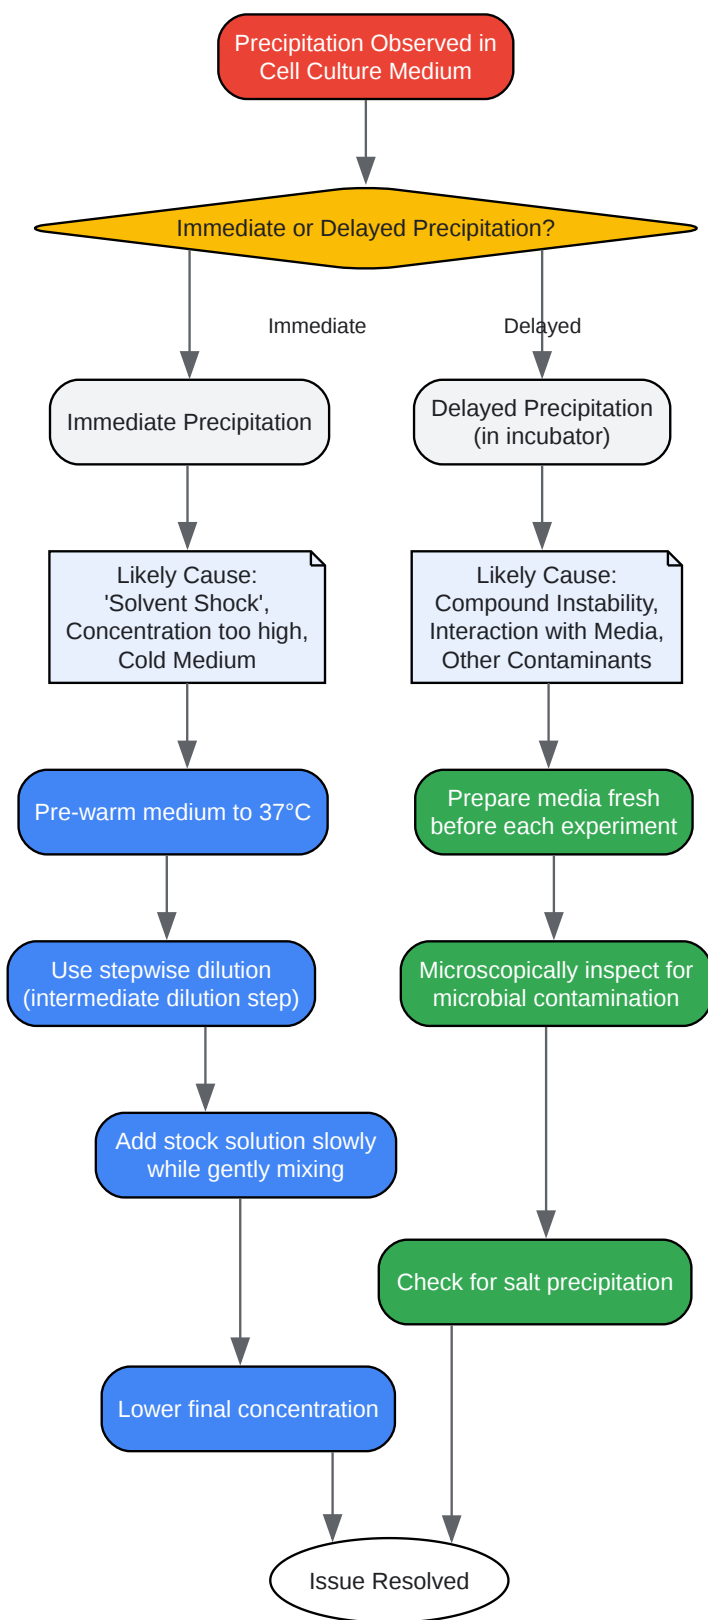 Precipitation Observed in
Cell Culture Medium
Immediate or Delayed Precipitation?
Immediate
Delayed
Immediate Precipitation
Delayed Precipitation
(in incubator)
Likely Cause:
'Solvent Shock',
Concentration too high,
Cold Medium
Likely Cause:
Compound Instability,
Interaction with Media,
Other Contaminants
Pre-warm medium to 37°C
Prepare media fresh
before each experiment
Use stepwise dilution
(intermediate dilution step)
Microscopically inspect for
microbial contamination
Add stock solution slowly
while gently mixing
Check for salt precipitation
Lower final concentration
Issue Resolved